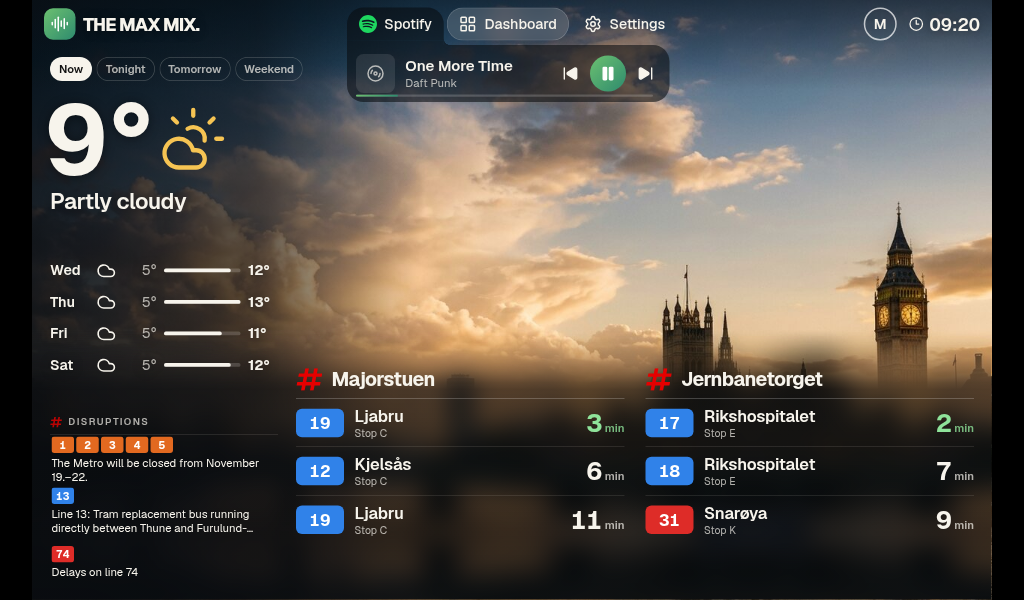 THE MAX MIX.
Spotify
Dashboard
Settings
M
09:20
One More Time
Daft Punk
Now
Tonight
Tomorrow
Weekend
9°
Partly cloudy
Wed 5° 12°
Thu 5° 13°
Fri 5° 11°
Sat 5° 12°
# DISRUPTIONS
1 2 3 4 5
The Metro will be closed from November
19.–22.
13
Line 13: Tram replacement bus running
directly between Thune and Furulund-...
74
Delays on line 74
# Majorstuen
19 Ljabru 3 min
Stop C
12 Kjelsås 6 min
Stop C
19 Ljabru 11 min
Stop C
# Jernbanetorget
17 Rikshospitalet 2 min
Stop E
18 Rikshospitalet 7 min
Stop E
31 Snarøya 9 min
Stop K